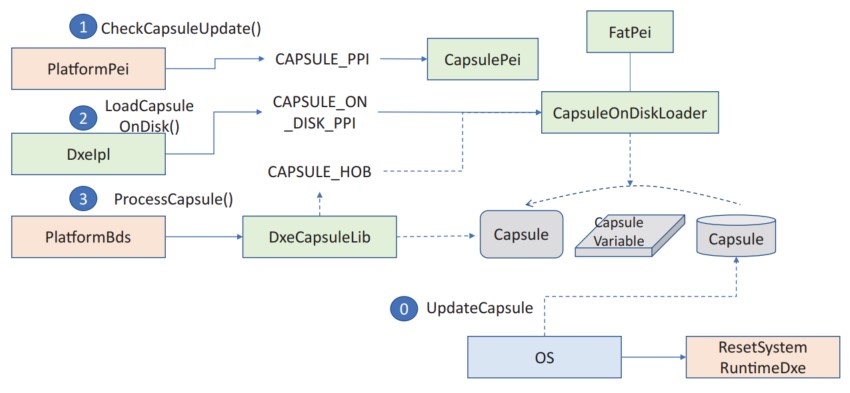 1
CheckCapsuleUpdate()
PlatformPei
CAPSULE_PPI
CapsulePei
FatPei
2
LoadCapsule
OnDisk()
DxeIpl
CAPSULE_ON
_DISK_PPI
CapsuleOnDiskLoader
CAPSULE_HOB
3
ProcessCapsule()
PlatformBds
DxeCapsuleLib
Capsule
Capsule
Variable
Capsule
0
UpdateCapsule
OS
ResetSystem
RuntimeDxe